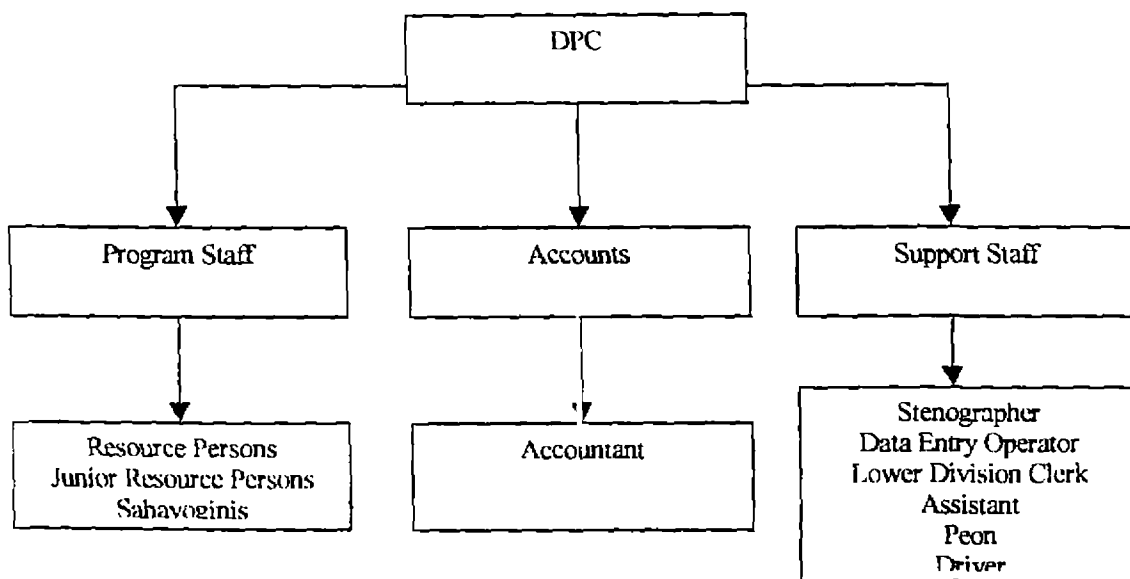 DPC
Program Staff
Accounts
Support Staff
Resource Persons
Junior Resource Persons
Sahayoginis
Accountant
Stenographer
Data Entry Operator
Lower Division Clerk
Assistant
Peon
Driver